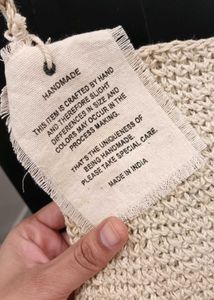 HANDMADE
THIS ITEM IS CRAFTED BY HAND
AND THEREFORE SLIGHT
DIFFERENCES IN SIZE AND
COLORS MAY OCCUR IN THE
PROCESS MAKING.
THAT'S THE UNIQUENESS OF
BEING HANDMADE.
PLEASE TAKE SPECIAL CARE.
MADE IN INDIA